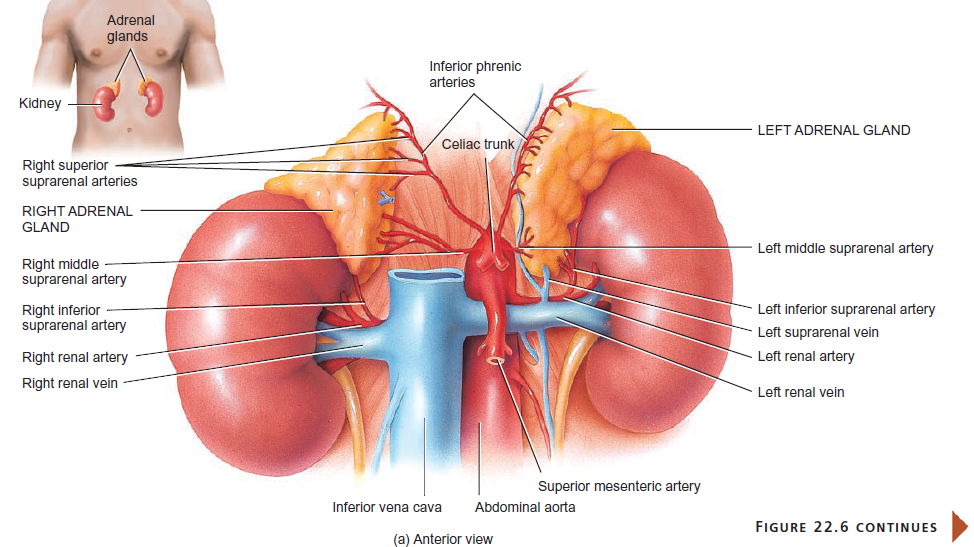 Adrenal
glands
Kidney
Inferior phrenic
arteries
Celiac trunk
LEFT ADRENAL GLAND
Right superior
suprarenal arteries
RIGHT ADRENAL
GLAND
Left middle suprarenal artery
Right middle
suprarenal artery
Right inferior
suprarenal artery
Left inferior suprarenal artery
Left suprarenal vein
Right renal artery
Left renal artery
Right renal vein
Left renal vein
Superior mesenteric artery
Inferior vena cava
Abdominal aorta
(a) Anterior view
FIGURE 22.6 CONTINUES